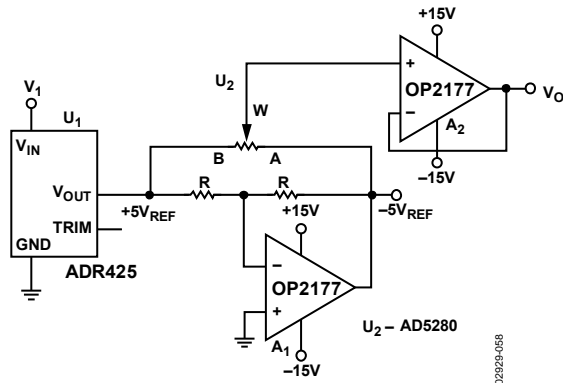 +15V
V1
U1
U2
+
OP2177
VO
W
−
A2
VIN
−15V
B
A
VOUT
R
R
+5VREF
+15V
−5VREF
TRIM
GND
−
OP2177
ADR425
+
U2 – AD5280
A1
−15V
02929-058